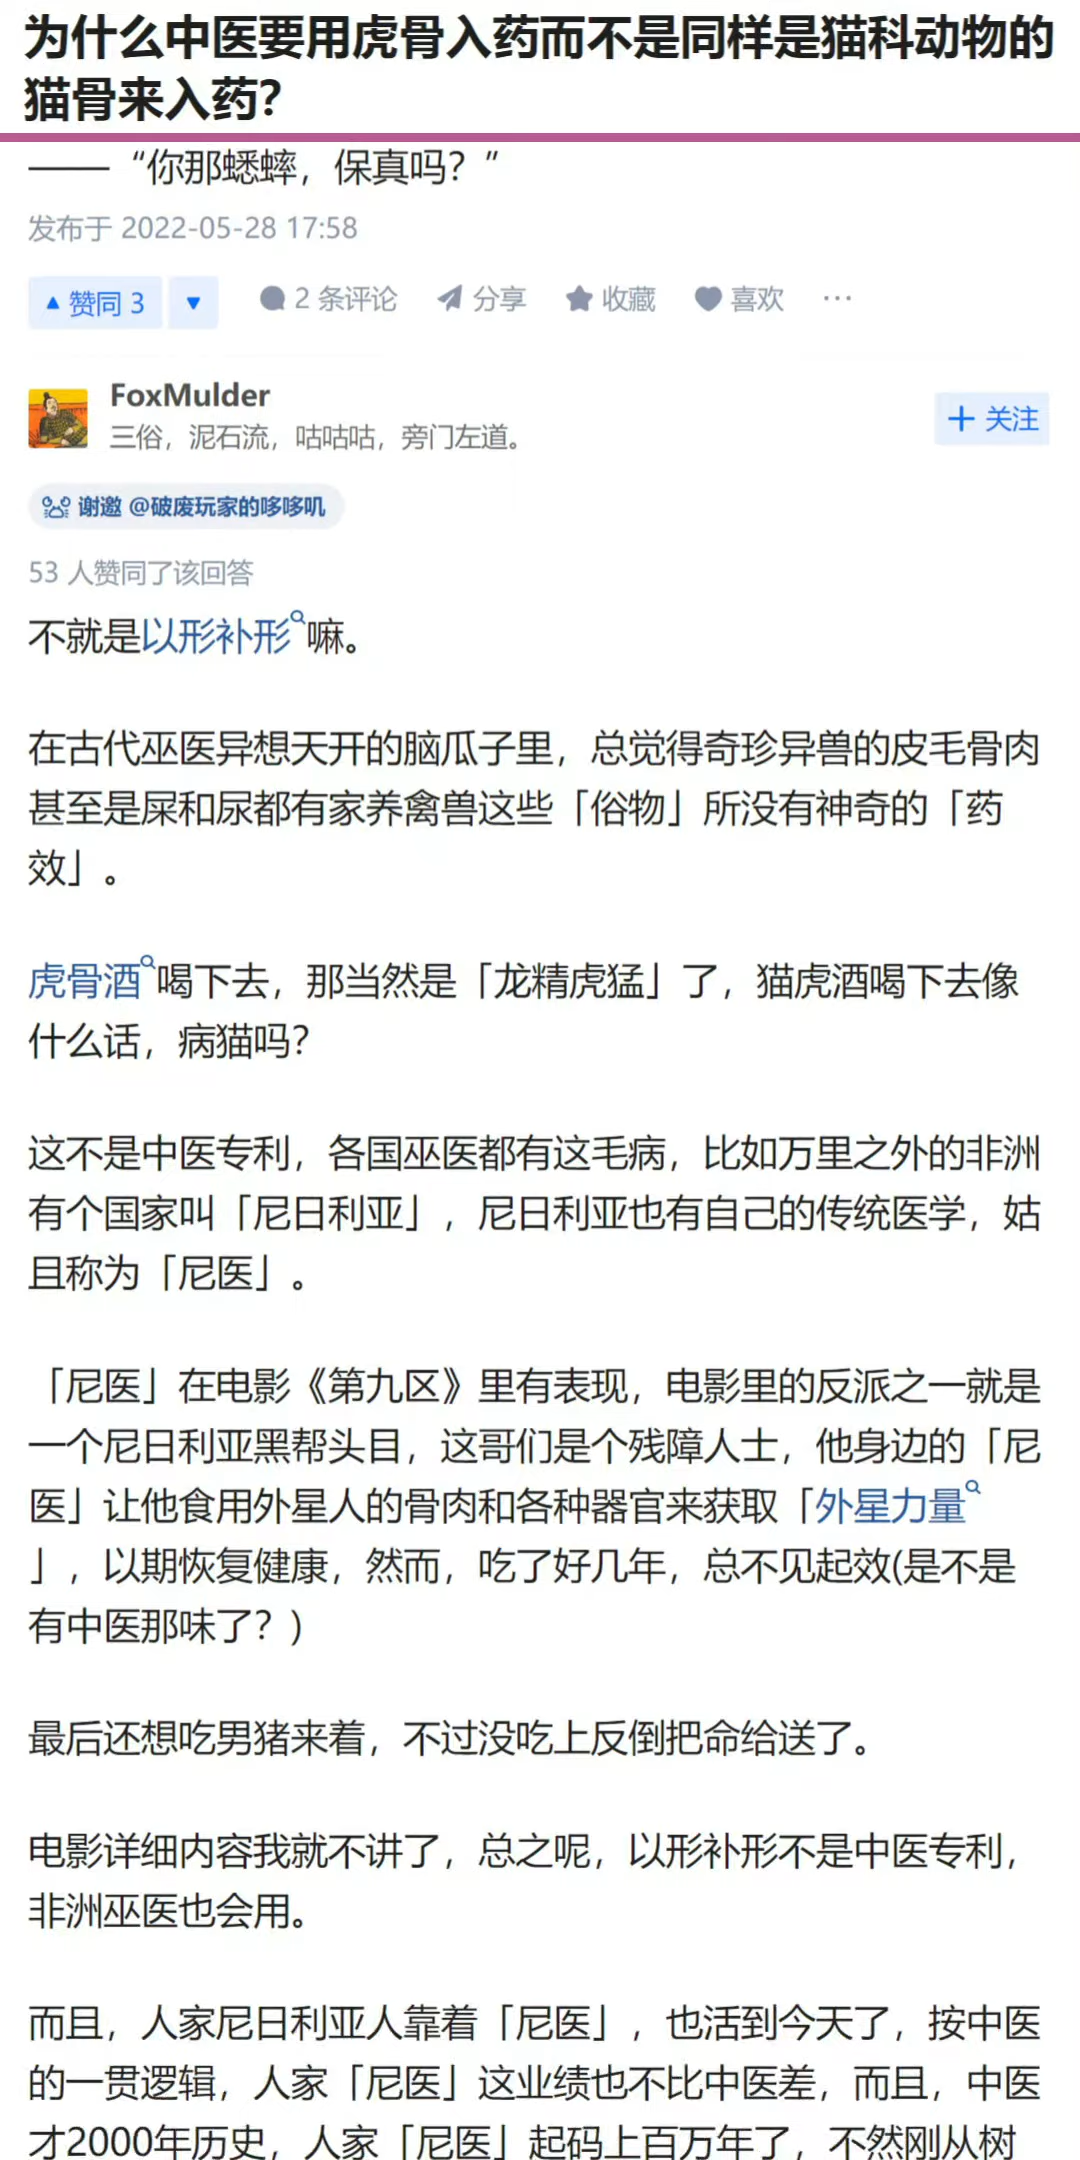 为什么中医要用虎骨入药而不是同样是猫科动物的
猫骨来入药？
——“你那蟋蟀，保真吗？”
发布于 2022-05-28 17:58
赞同 3
2 条评论
分享
收藏
喜欢
···
FoxMulder
三俗，泥石流，咕咕咕，旁门左道。
+ 关注
谢邀 @破废玩家的哆哆叽
53 人赞同了该回答
不就是以形补形嘛。
在古代巫医异想天开的脑瓜子里，总觉得奇珍异兽的皮毛骨肉
甚至是屎和尿都有家养禽兽这些「俗物」所没有神奇的「药
效」。
虎骨酒喝下去，那当然是「龙精虎猛」了，猫虎酒喝下去像
什么话，病猫吗？
这不是中医专利，各国巫医都有这毛病，比如万里之外的非洲
有个国家叫「尼日利亚」，尼日利亚也有自己的传统医学，姑
且称为「尼医」。
「尼医」在电影《第九区》里有表现，电影里的反派之一就是
一个尼日利亚黑帮头目，这哥们是个残障人士，他身边的「尼
医」让他食用外星人的骨肉和各种器官来获取「外星力量
」，以期恢复健康，然而，吃了好几年，总不见起效(是不是
有中医那味了？)
最后还想吃男猪来着，不过没吃上反倒把命给送了。
电影详细内容我就不讲了，总之呢，以形补形不是中医专利，
非洲巫医也会用。
而且，人家尼日利亚人靠着「尼医」，也活到今天了，按中医
的一贯逻辑，人家「尼医」这业绩也不比中医差，而且，中医
才2000年历史，人家「尼医」起码上百万年了，不然刚从树